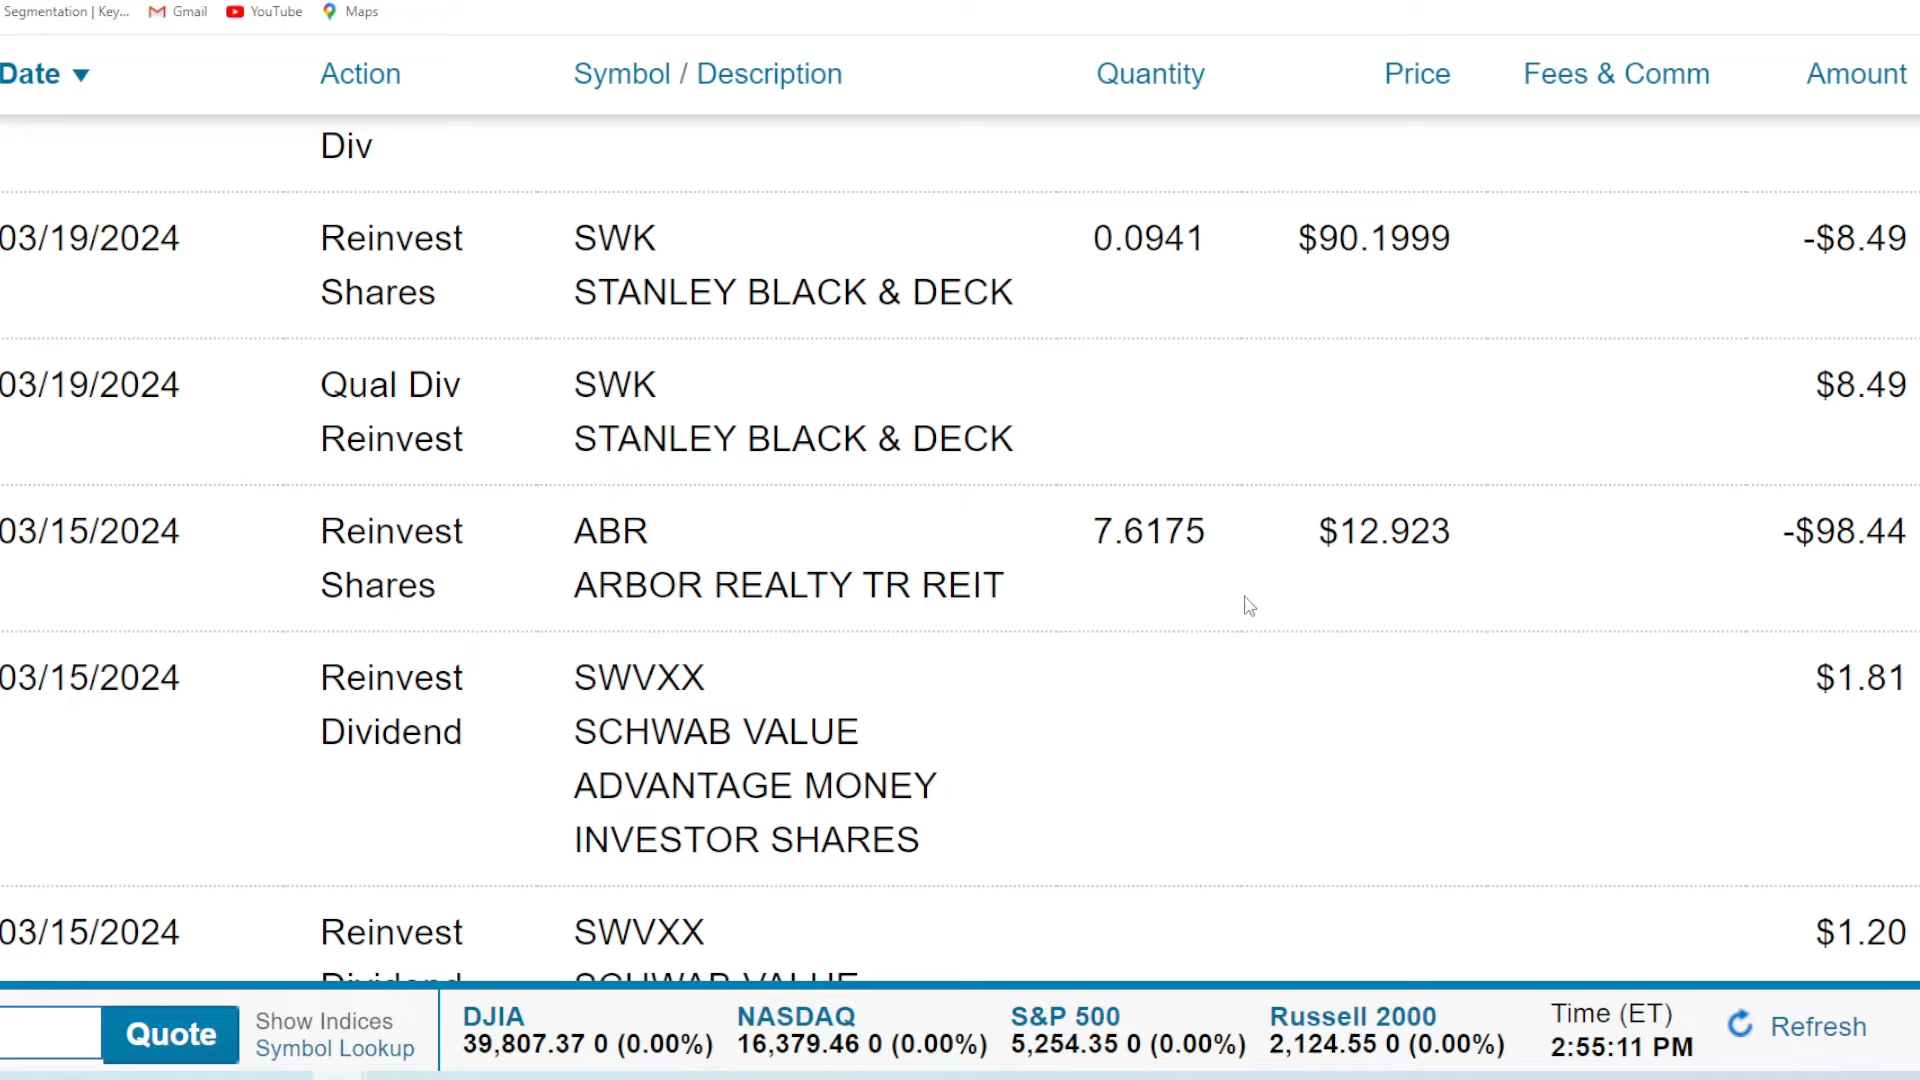 Segmentation | Key... Gmail YouTube Maps
Date Action Symbol / Description Quantity Price Fees & Comm Amount
Div
03/19/2024 Reinvest SWK 0.0941 $90.1999 -$8.49
Shares STANLEY BLACK & DECK
03/19/2024 Qual Div SWK $8.49
Reinvest STANLEY BLACK & DECK
03/15/2024 Reinvest ABR 7.6175 $12.923 -$98.44
Shares ARBOR REALTY TR REIT
03/15/2024 Reinvest SWVXX $1.81
Dividend SCHWAB VALUE
ADVANTAGE MONEY
INVESTOR SHARES
03/15/2024 Reinvest SWVXX $1.20
Dividend SCHWAB VALUE
Quote Show Indices DJIA NASDAQ S&P 500 Russell 2000 Time (ET) Refresh
Symbol Lookup 39,807.37 0 (0.00%) 16,379.46 0 (0.00%) 5,254.35 0 (0.00%) 2,124.55 0 (0.00%) 2:55:11 PM